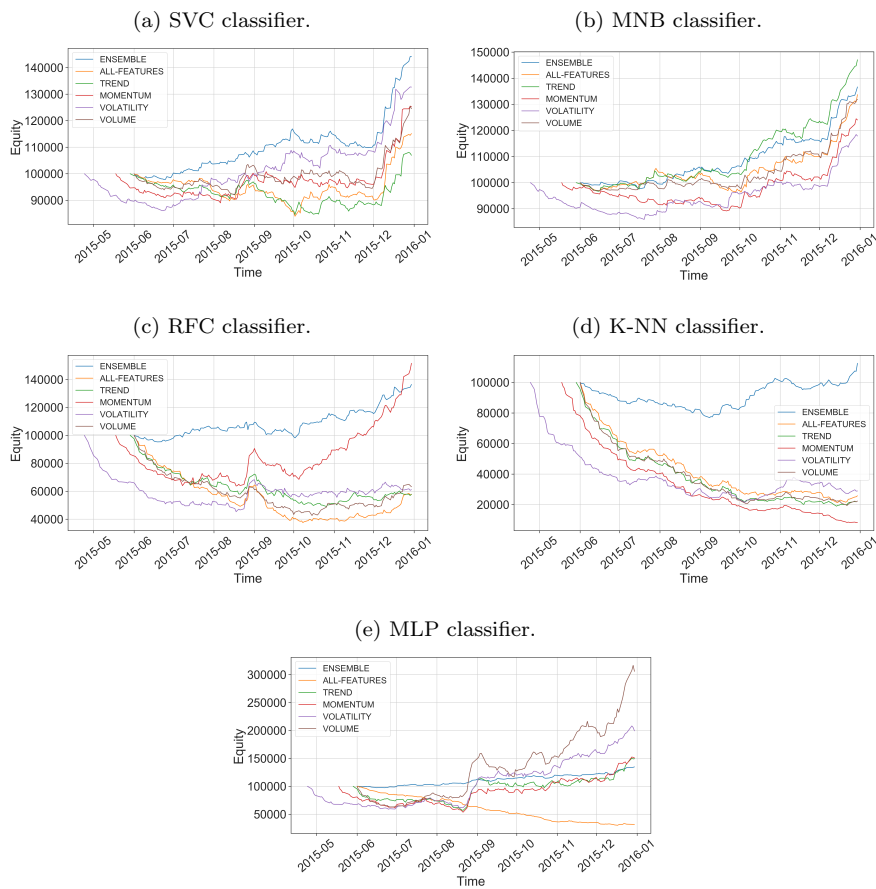 (a) SVC classifier.
ENSEMBLE
ALL-FEATURES
TREND
MOMENTUM
VOLATILITY
VOLUME
140000
130000
120000
110000
100000
90000
Equity
2015-05
2015-06
2015-07
2015-08
2015-09
2015-10
2015-11
2015-12
2016-01
Time
(b) MNB classifier.
ENSEMBLE
ALL-FEATURES
TREND
MOMENTUM
VOLATILITY
VOLUME
150000
140000
130000
120000
110000
100000
90000
Equity
2015-05
2015-06
2015-07
2015-08
2015-09
2015-10
2015-11
2015-12
2016-01
Time
(c) RFC classifier.
ENSEMBLE
ALL-FEATURES
TREND
MOMENTUM
VOLATILITY
VOLUME
140000
120000
100000
80000
60000
40000
Equity
2015-05
2015-06
2015-07
2015-08
2015-09
2015-10
2015-11
2015-12
2016-01
Time
(d) K-NN classifier.
ENSEMBLE
ALL-FEATURES
TREND
MOMENTUM
VOLATILITY
VOLUME
100000
80000
60000
40000
20000
Equity
2015-05
2015-06
2015-07
2015-08
2015-09
2015-10
2015-11
2015-12
2016-01
Time
(e) MLP classifier.
ENSEMBLE
ALL-FEATURES
TREND
MOMENTUM
VOLATILITY
VOLUME
300000
250000
200000
150000
100000
50000
Equity
2015-05
2015-06
2015-07
2015-08
2015-09
2015-10
2015-11
2015-12
2016-01
Time